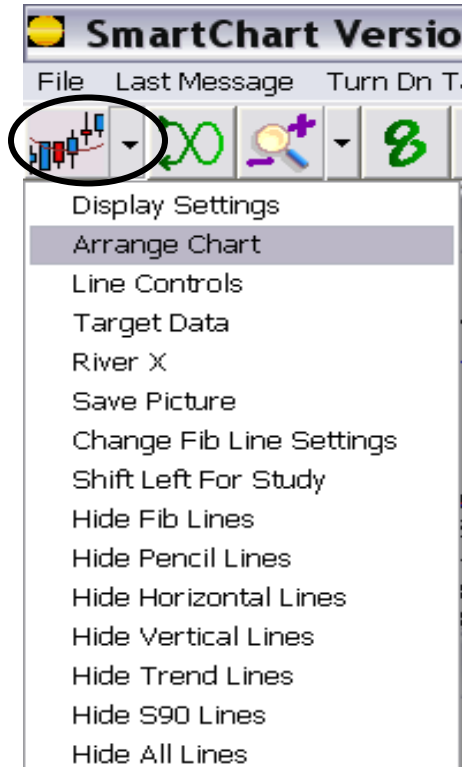 SmartChart Versio
File Last Message Turn Dn T
8
Display Settings
Arrange Chart
Line Controls
Target Data
River X
Save Picture
Change Fib Line Settings
Shift Left For Study
Hide Fib Lines
Hide Pencil Lines
Hide Horizontal Lines
Hide Vertical Lines
Hide Trend Lines
Hide S90 Lines
Hide All Lines